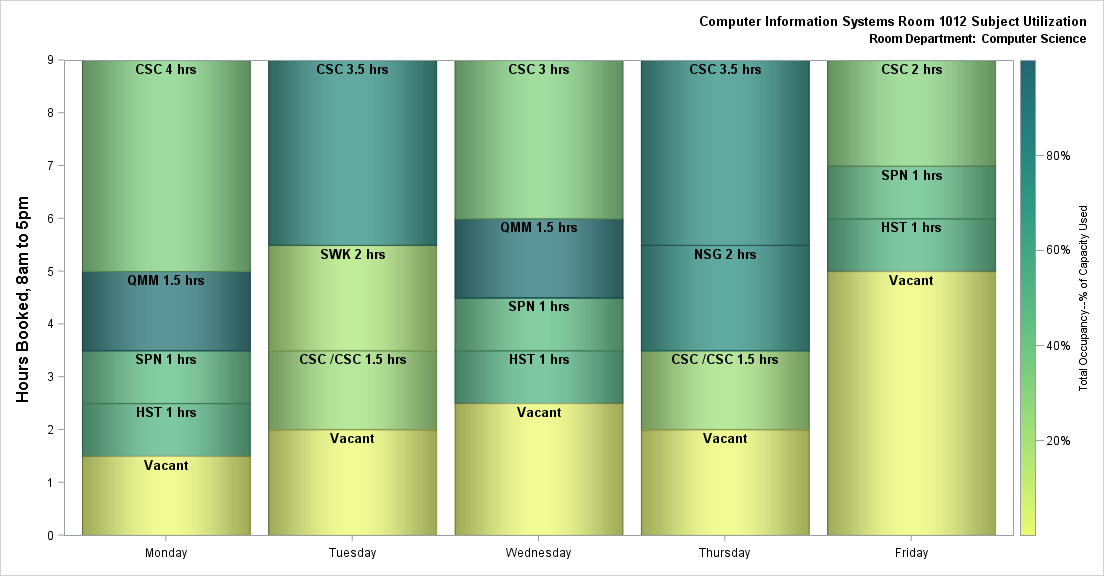 Computer Information Systems Room 1012 Subject Utilization
Room Department: Computer Science
Hours Booked, 8am to 5pm
9
8
7
6
5
4
3
2
1
0
CSC 4 hrs
QMM 1.5 hrs
SPN 1 hrs
HST 1 hrs
Vacant
CSC 3.5 hrs
SWK 2 hrs
CSC /CSC 1.5 hrs
Vacant
CSC 3 hrs
QMM 1.5 hrs
SPN 1 hrs
HST 1 hrs
Vacant
CSC 3.5 hrs
NSG 2 hrs
CSC /CSC 1.5 hrs
Vacant
CSC 2 hrs
SPN 1 hrs
HST 1 hrs
Vacant
Monday
Tuesday
Wednesday
Thursday
Friday
80%
60%
40%
20%
Total Occupancy--% of Capacity Used